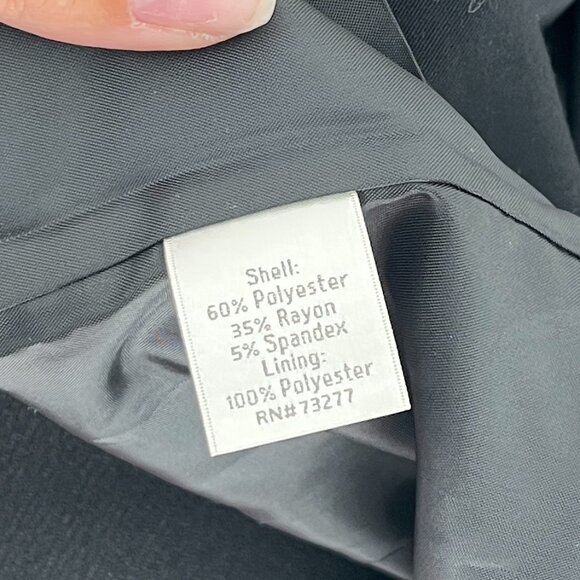 Shell:
60% Polyester
35% Rayon
5% Spandex
Lining:
100% Polyester
RN#73277